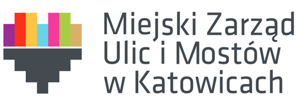 Miejski Zarząd
Ulic i Mostów
w Katowicach